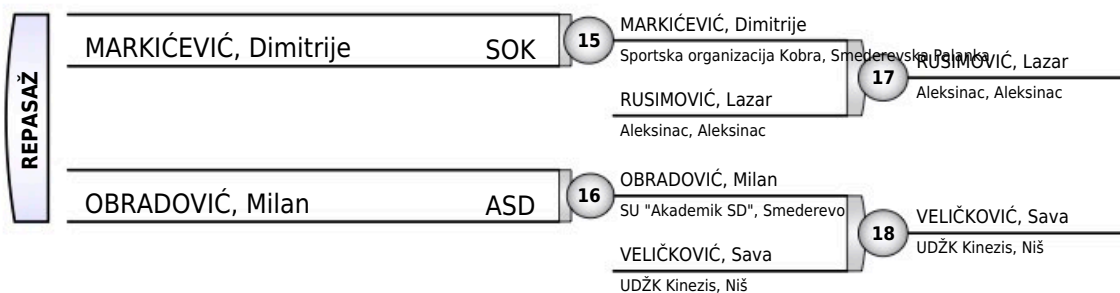 REPASAŽ
MARKIĆEVIĆ, Dimitrije SOK
15
MARKIĆEVIĆ, Dimitrije
Sportska organizacija Kobra, Smederevska Palanka
RUSIMOVIĆ, Lazar
Aleksinac, Aleksinac
17
RUSIMOVIĆ, Lazar
Aleksinac, Aleksinac
OBRADOVIĆ, Milan ASD
16
OBRADOVIĆ, Milan
SU "Akademik SD", Smederevo
VELIČKOVIĆ, Sava
UDŽK Kinezis, Niš
18
VELIČKOVIĆ, Sava
UDŽK Kinezis, Niš